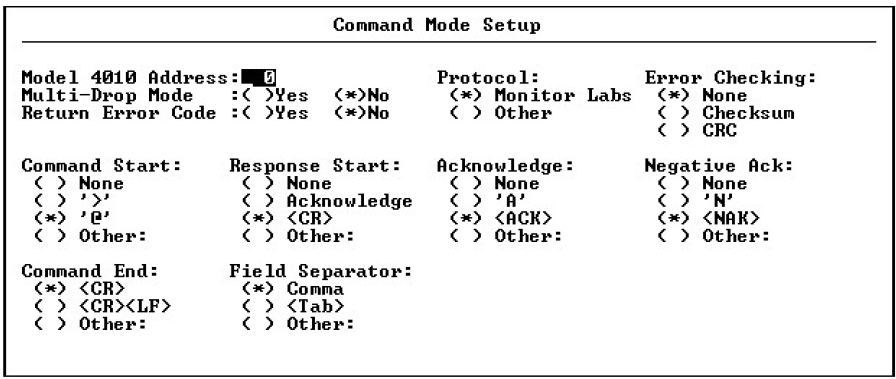 Command Mode Setup
Model 4010 Address: 0 Protocol: Error Checking:
Multi-Drop Mode :( )Yes (*)No (*) Monitor Labs (*) None
Return Error Code :( )Yes (*)No ( ) Other ( ) Checksum
( ) CRC
Command Start: Response Start: Acknowledge: Negative Ack:
( ) None ( ) None ( ) None ( ) None
( ) '>' ( ) Acknowledge ( ) 'A' ( ) 'N'
(*) '@' (*) <CR> (*) <ACK> (*) <NAK>
( ) Other: ( ) Other: ( ) Other: ( ) Other:
Command End: Field Separator:
(*) <CR> (*) Comma
( ) <CR><LF> ( ) <Tab>
( ) Other: ( ) Other: